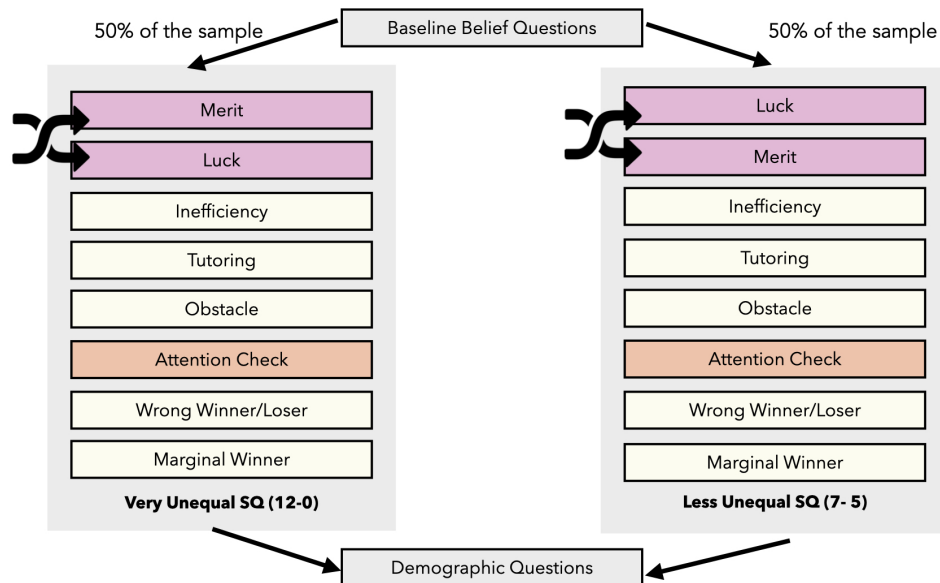 Baseline Belief Questions
50% of the sample
50% of the sample
Merit
Luck
Inefficiency
Tutoring
Obstacle
Attention Check
Wrong Winner/Loser
Marginal Winner
Very Unequal SQ (12-0)
Luck
Merit
Inefficiency
Tutoring
Obstacle
Attention Check
Wrong Winner/Loser
Marginal Winner
Less Unequal SQ (7- 5)
Demographic Questions